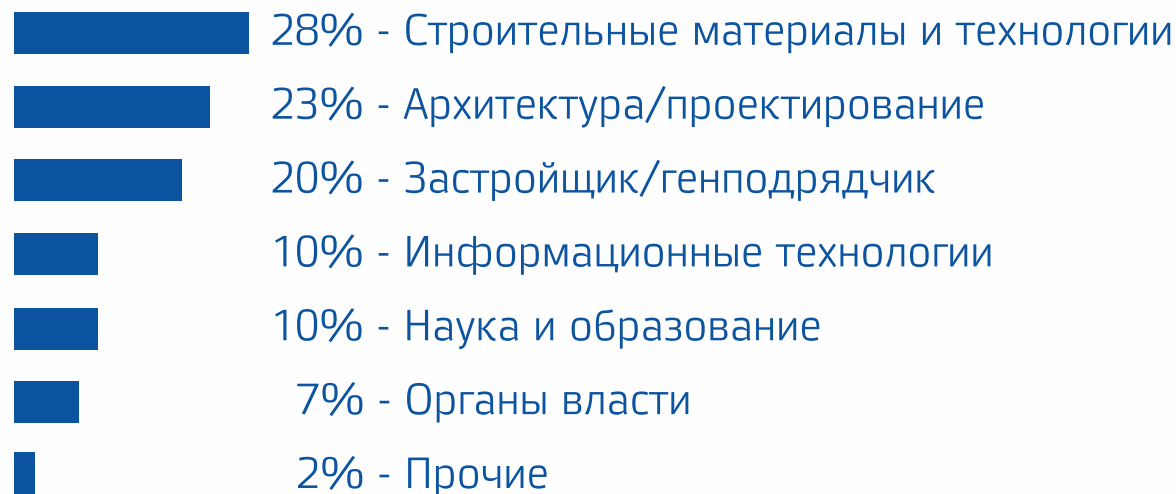 28% - Строительные материалы и технологии
23% - Архитектура/проектирование
20% - Застройщик/генподрядчик
10% - Информационные технологии
10% - Наука и образование
7% - Органы власти
2% - Прочие